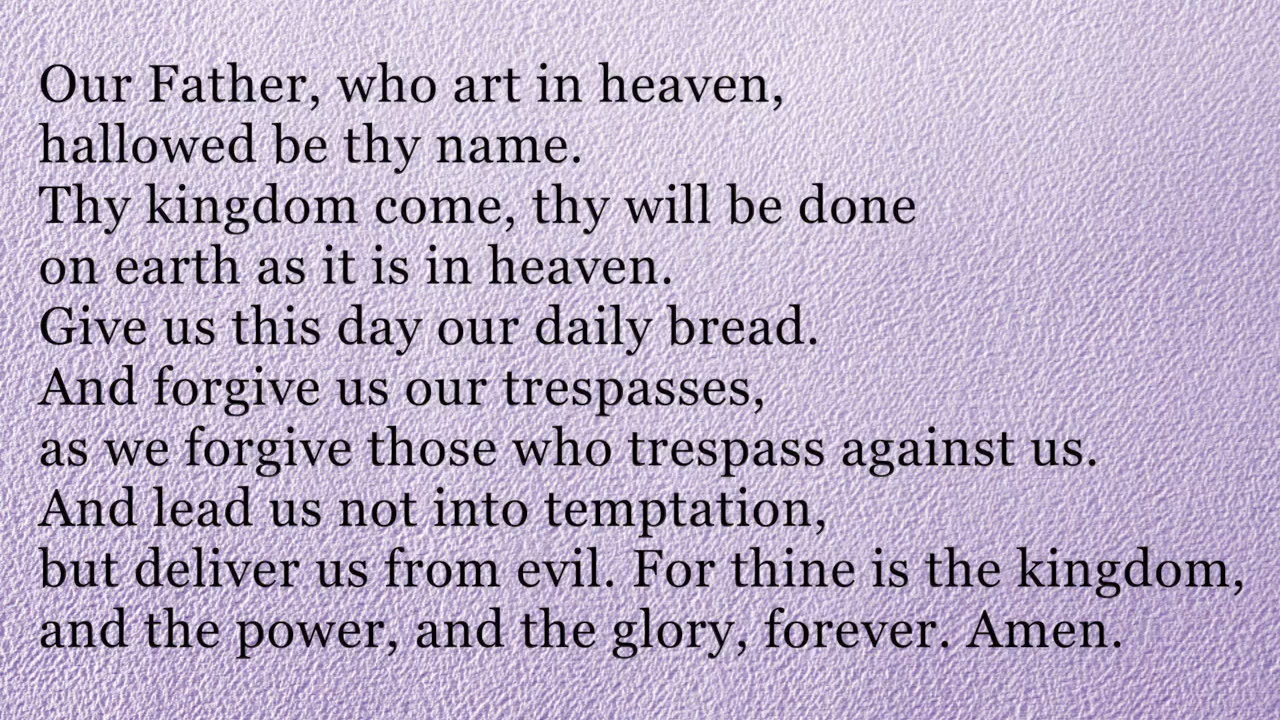 Our Father, who art in heaven,
hallowed be thy name.
Thy kingdom come, thy will be done
on earth as it is in heaven.
Give us this day our daily bread.
And forgive us our trespasses,
as we forgive those who trespass against us.
And lead us not into temptation,
but deliver us from evil. For thine is the kingdom,
and the power, and the glory, forever. Amen.